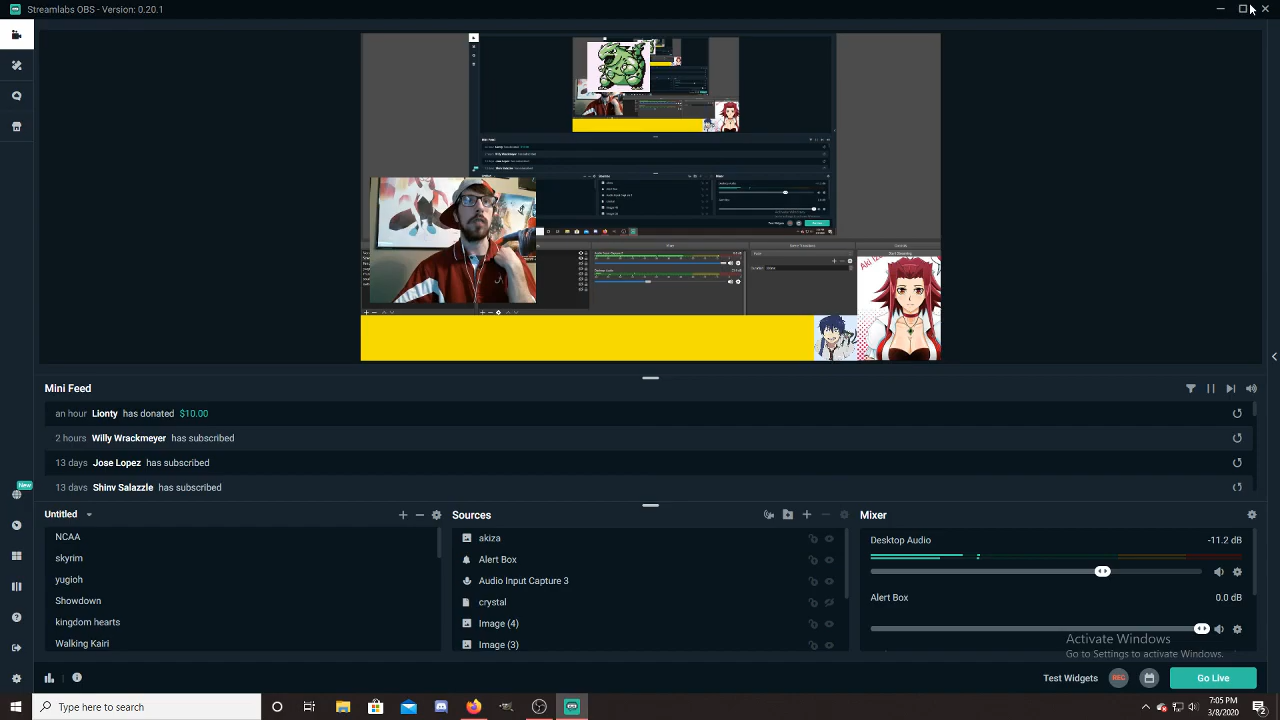 Streamlabs OBS - Version: 0.20.1
Mini Feed
an hour Lionty has donated $10.00
2 hours Willy Wrackmeyer has subscribed
13 days Jose Lopez has subscribed
13 days Shiny Salazzle has subscribed
New
Untitled
NCAA
skyrim
yugioh
Showdown
kingdom hearts
Walking Kairi
Sources
akiza
Alert Box
Audio Input Capture 3
crystal
Image (4)
Image (3)
Mixer
Desktop Audio -11.2 dB
Alert Box 0.0 dB
Activate Windows
Go to Settings to activate Windows.
Test Widgets REC Go Live
Type here to search
7:05 PM
3/8/2020